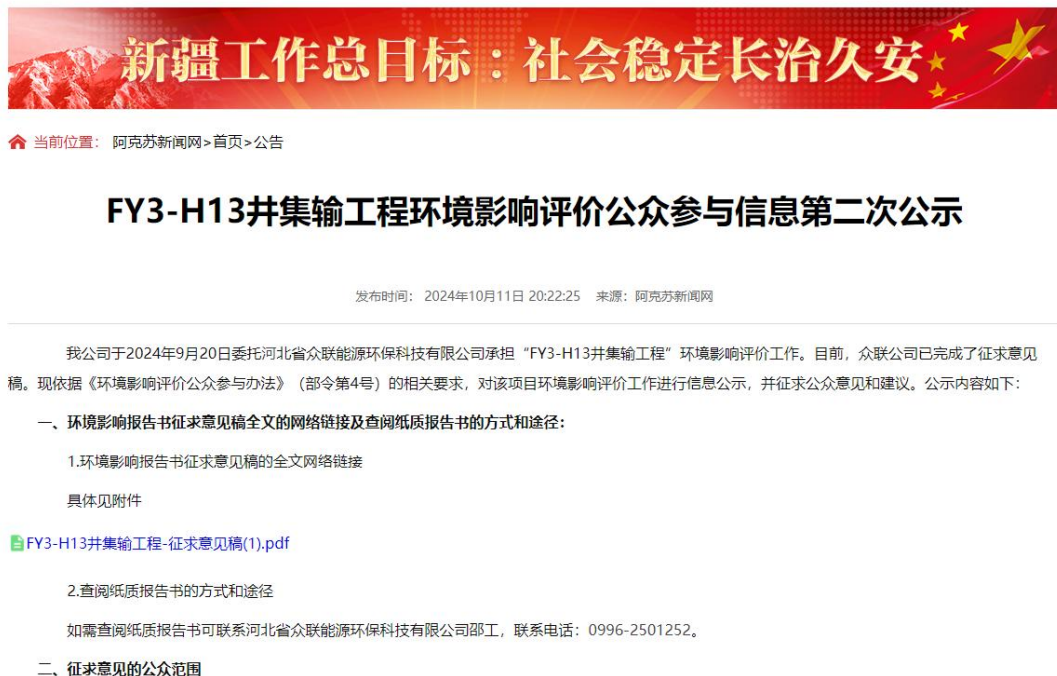 新疆工作总目标：社会稳定长治久安
当前位置： 阿克苏新闻网>首页>公告
FY3-H13井集输工程环境影响评价公众参与信息第二次公示
发布时间： 2024年10月11日 20:22:25 来源：阿克苏新闻网
我公司于2024年9月20日委托河北省众联能源环保科技有限公司承担“FY3-H13井集输工程”环境影响评价工作。目前，众联公司已完成了征求意见
稿。现依据《环境影响评价公众参与办法》（部令第4号）的相关要求，对该项目环境影响评价工作进行信息公示，并征求公众意见和建议。公示内容如下：
一、环境影响报告书征求意见稿全文的网络链接及查阅纸质报告书的方式和途径：
1.环境影响报告书征求意见稿的全文网络链接
具体见附件
FY3-H13井集输工程-征求意见稿(1).pdf
2.查阅纸质报告书的方式和途径
如需查阅纸质报告书可联系河北省众联能源环保科技有限公司邵工，联系电话：0996-2501252。
二、征求意见的公众范围